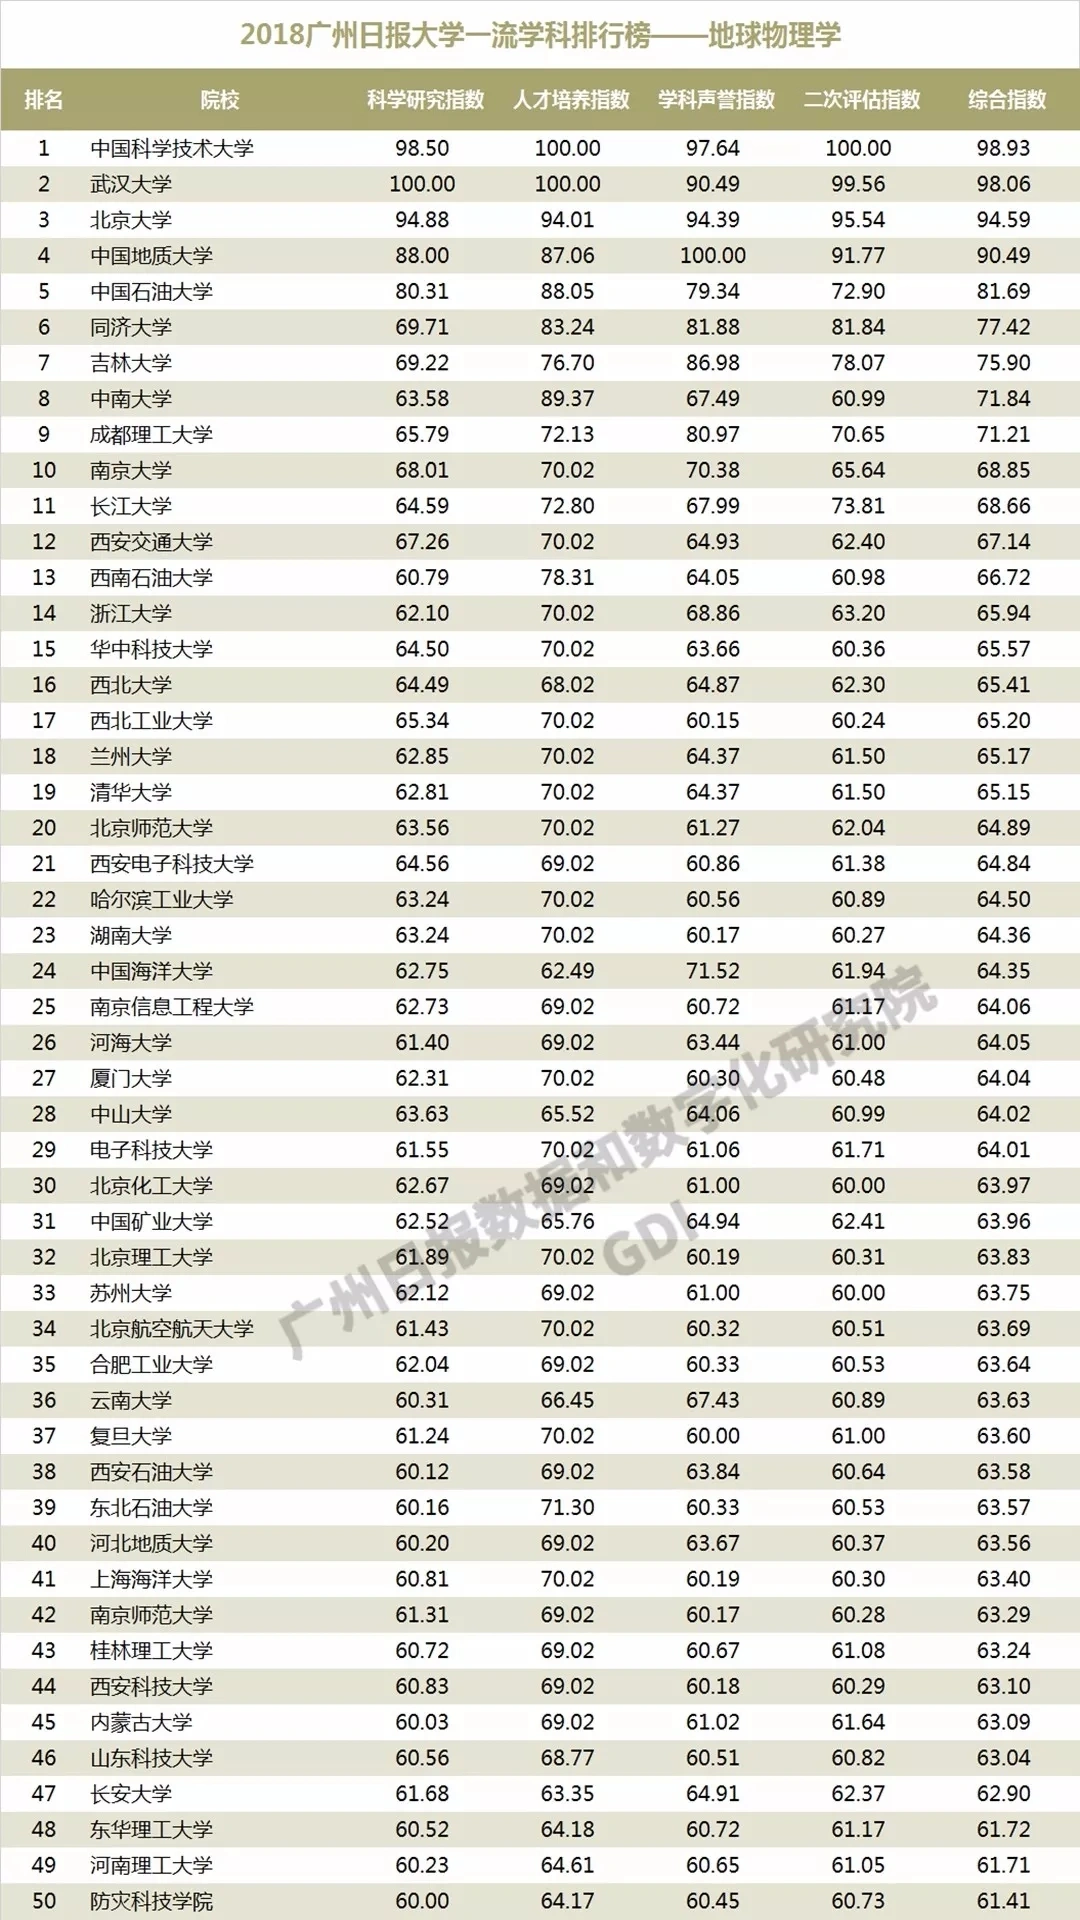 2018广州日报大学一流学科排行榜——地球物理学
排名 院校 科学研究指数 人才培养指数 学科声誉指数 二次评估指数 综合指数
1 中国科学技术大学 98.50 100.00 97.64 100.00 98.93
2 武汉大学 100.00 100.00 90.49 99.56 98.06
3 北京大学 94.88 94.01 94.39 95.54 94.59
4 中国地质大学 88.00 87.06 100.00 91.77 90.49
5 中国石油大学 80.31 88.05 79.34 72.90 81.69
6 同济大学 69.71 83.24 81.88 81.84 77.42
7 吉林大学 69.22 76.70 86.98 78.07 75.90
8 中南大学 63.58 89.37 67.49 60.99 71.84
9 成都理工大学 65.79 72.13 80.97 70.65 71.21
10 南京大学 68.01 70.02 70.38 65.64 68.85
11 长江大学 64.59 72.80 67.99 73.81 68.66
12 西安交通大学 67.26 70.02 64.93 62.40 67.14
13 西南石油大学 60.79 78.31 64.05 60.98 66.72
14 浙江大学 62.10 70.02 68.86 63.20 65.94
15 华中科技大学 64.50 70.02 63.66 60.36 65.57
16 西北大学 64.49 68.02 64.87 62.30 65.41
17 西北工业大学 65.34 70.02 60.15 60.24 65.20
18 兰州大学 62.85 70.02 64.37 61.50 65.17
19 清华大学 62.81 70.02 64.37 61.50 65.15
20 北京师范大学 63.56 70.02 61.27 62.04 64.89
21 西安电子科技大学 64.56 69.02 60.86 61.38 64.84
22 哈尔滨工业大学 63.24 70.02 60.56 60.89 64.50
23 湖南大学 63.24 70.02 60.17 60.27 64.36
24 中国海洋大学 62.75 62.49 71.52 61.94 64.35
25 南京信息工程大学 62.73 69.02 60.72 61.17 64.06
26 河海大学 61.40 69.02 63.44 61.00 64.05
27 厦门大学 62.31 70.02 60.30 60.48 64.04
28 中山大学 63.63 65.52 64.06 60.99 64.02
29 电子科技大学 61.55 70.02 61.06 61.71 64.01
30 北京化工大学 62.67 69.02 61.00 60.00 63.97
31 中国矿业大学 62.52 65.76 64.94 62.41 63.96
32 北京理工大学 61.89 70.02 60.19 60.31 63.83
33 苏州大学 62.12 69.02 61.00 60.00 63.75
34 北京航空航天大学 61.43 70.02 60.32 60.51 63.69
35 合肥工业大学 62.04 69.02 60.33 60.53 63.64
36 云南大学 60.31 66.45 67.43 60.89 63.63
37 复旦大学 61.24 70.02 60.00 61.00 63.60
38 西安石油大学 60.12 69.02 63.84 60.64 63.58
39 东北石油大学 60.16 71.30 60.33 60.53 63.57
40 河北地质大学 60.20 69.02 63.67 60.37 63.56
41 上海海洋大学 60.81 70.02 60.19 60.30 63.40
42 南京师范大学 61.31 69.02 60.17 60.28 63.29
43 桂林理工大学 60.72 69.02 60.67 61.08 63.24
44 西安科技大学 60.83 69.02 60.18 60.29 63.10
45 内蒙古大学 60.03 69.02 61.02 61.64 63.09
46 山东科技大学 60.56 68.77 60.51 60.82 63.04
47 长安大学 61.68 63.35 64.91 62.37 62.90
48 东华理工大学 60.52 64.18 60.72 61.17 61.72
49 河南理工大学 60.23 64.61 60.65 61.05 61.71
50 防灾科技学院 60.00 64.17 60.45 60.73 61.41
广州日报数据和数字化研究院
GDI